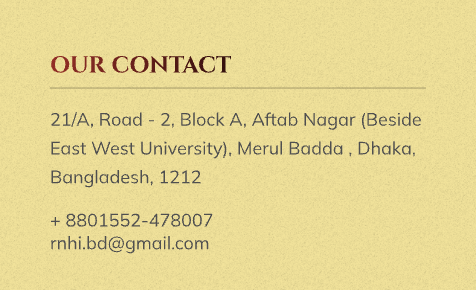 OUR CONTACT
21/A, Road - 2, Block A, Aftab Nagar (Beside
East West University), Merul Badda , Dhaka,
Bangladesh, 1212
+ 8801552-478007
rnhi.bd@gmail.com